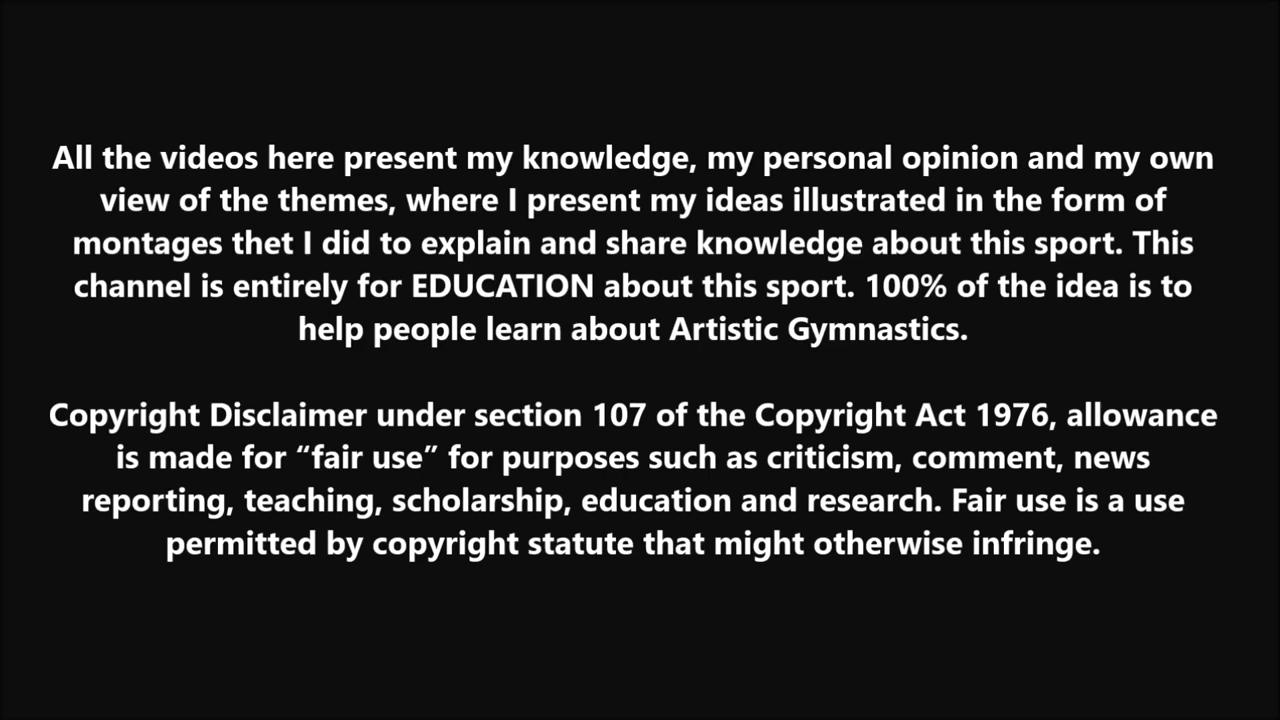 All the videos here present my knowledge, my personal opinion and my own
view of the themes, where I present my ideas illustrated in the form of
montages thet I did to explain and share knowledge about this sport. This
channel is entirely for EDUCATION about this sport. 100% of the idea is to
help people learn about Artistic Gymnastics.
Copyright Disclaimer under section 107 of the Copyright Act 1976, allowance
is made for “fair use” for purposes such as criticism, comment, news
reporting, teaching, scholarship, education and research. Fair use is a use
permitted by copyright statute that might otherwise infringe.